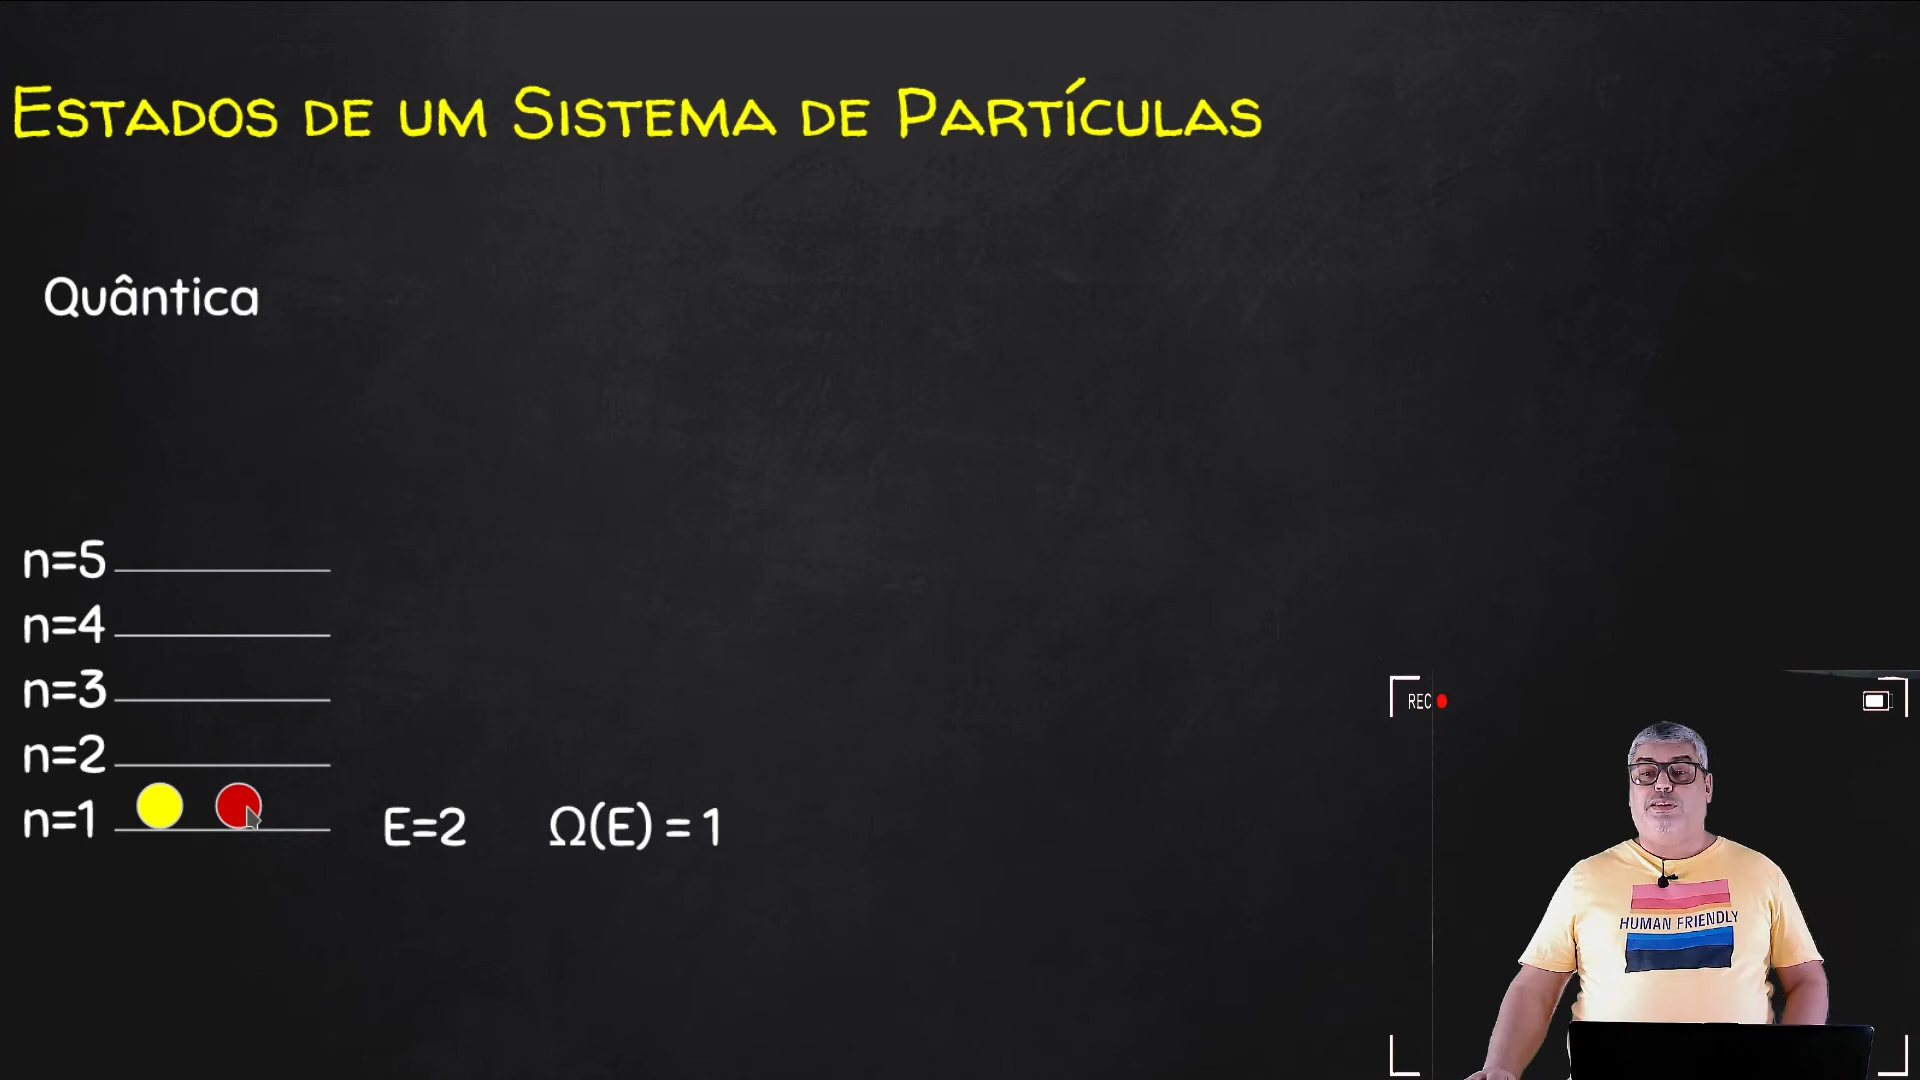 Estados de um Sistema de Partículas
Quântica
n=5
n=4
n=3
n=2
n=1
E=2 Ω(E) = 1
REC
HUMAN FRIENDLY